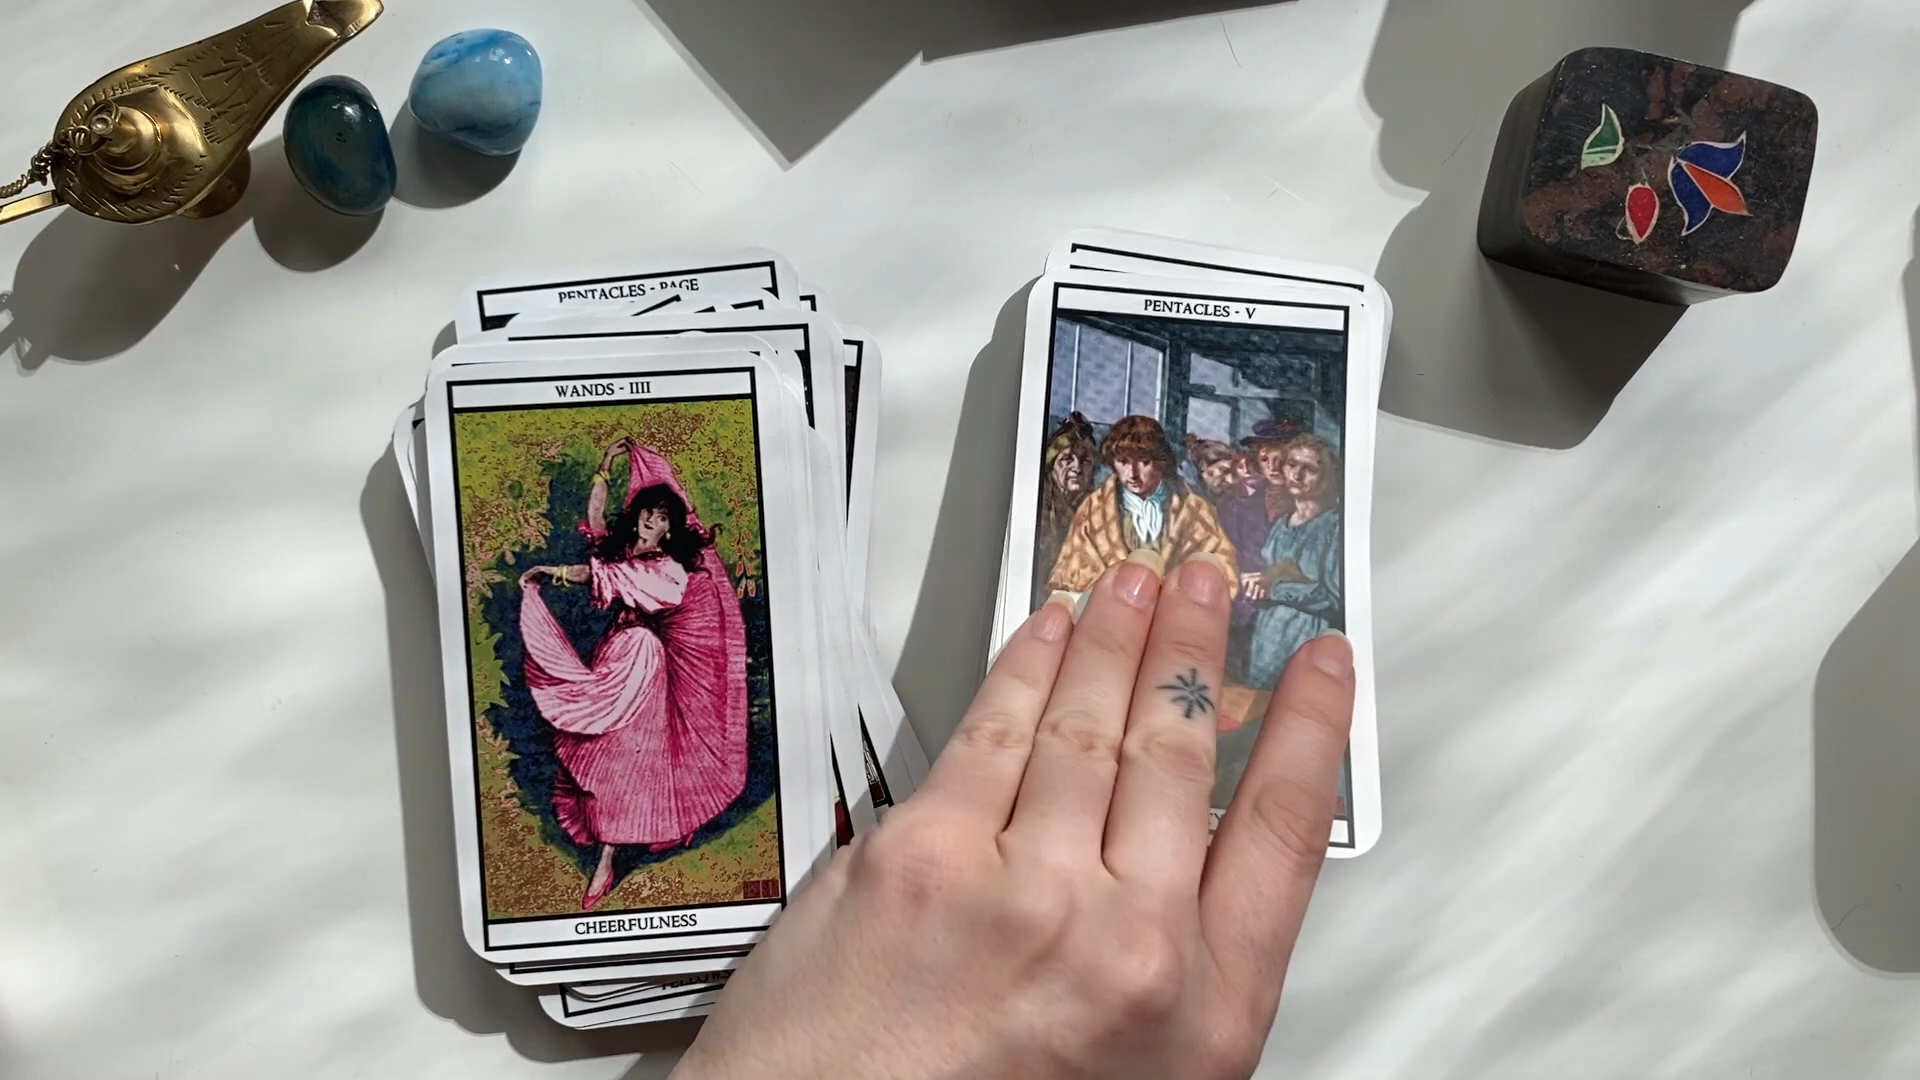 PENTACLES - PAGE
WANDS - IIII
CHEERFULNESS
PENTACLES - V